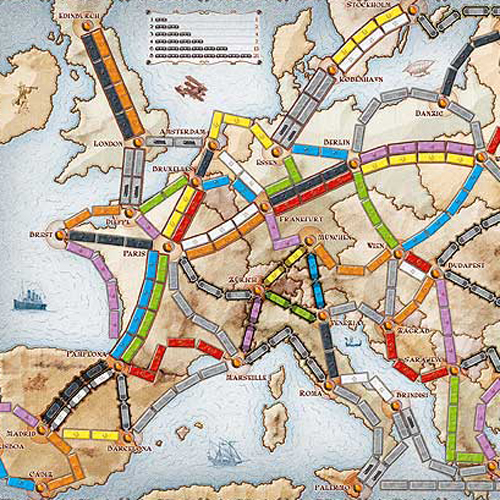 EDINBURGH
STOCKHOLM
KØBENHAVN
DANZIG
LONDON
AMSTERDAM
ESSEN
BERLIN
BRUXELLES
DIEPPE
FRANKFURT
BREST
PARIS
MÜNCHEN
WIEN
BUDAPEST
ZÜRICH
VENEZIA
ZAGRAB
PAMPLONA
MARSEILLE
SARAJEVO
ROMA
BRINDISI
MADRID
LISBOA
BARCELONA
CÁDIZ
PALERMO